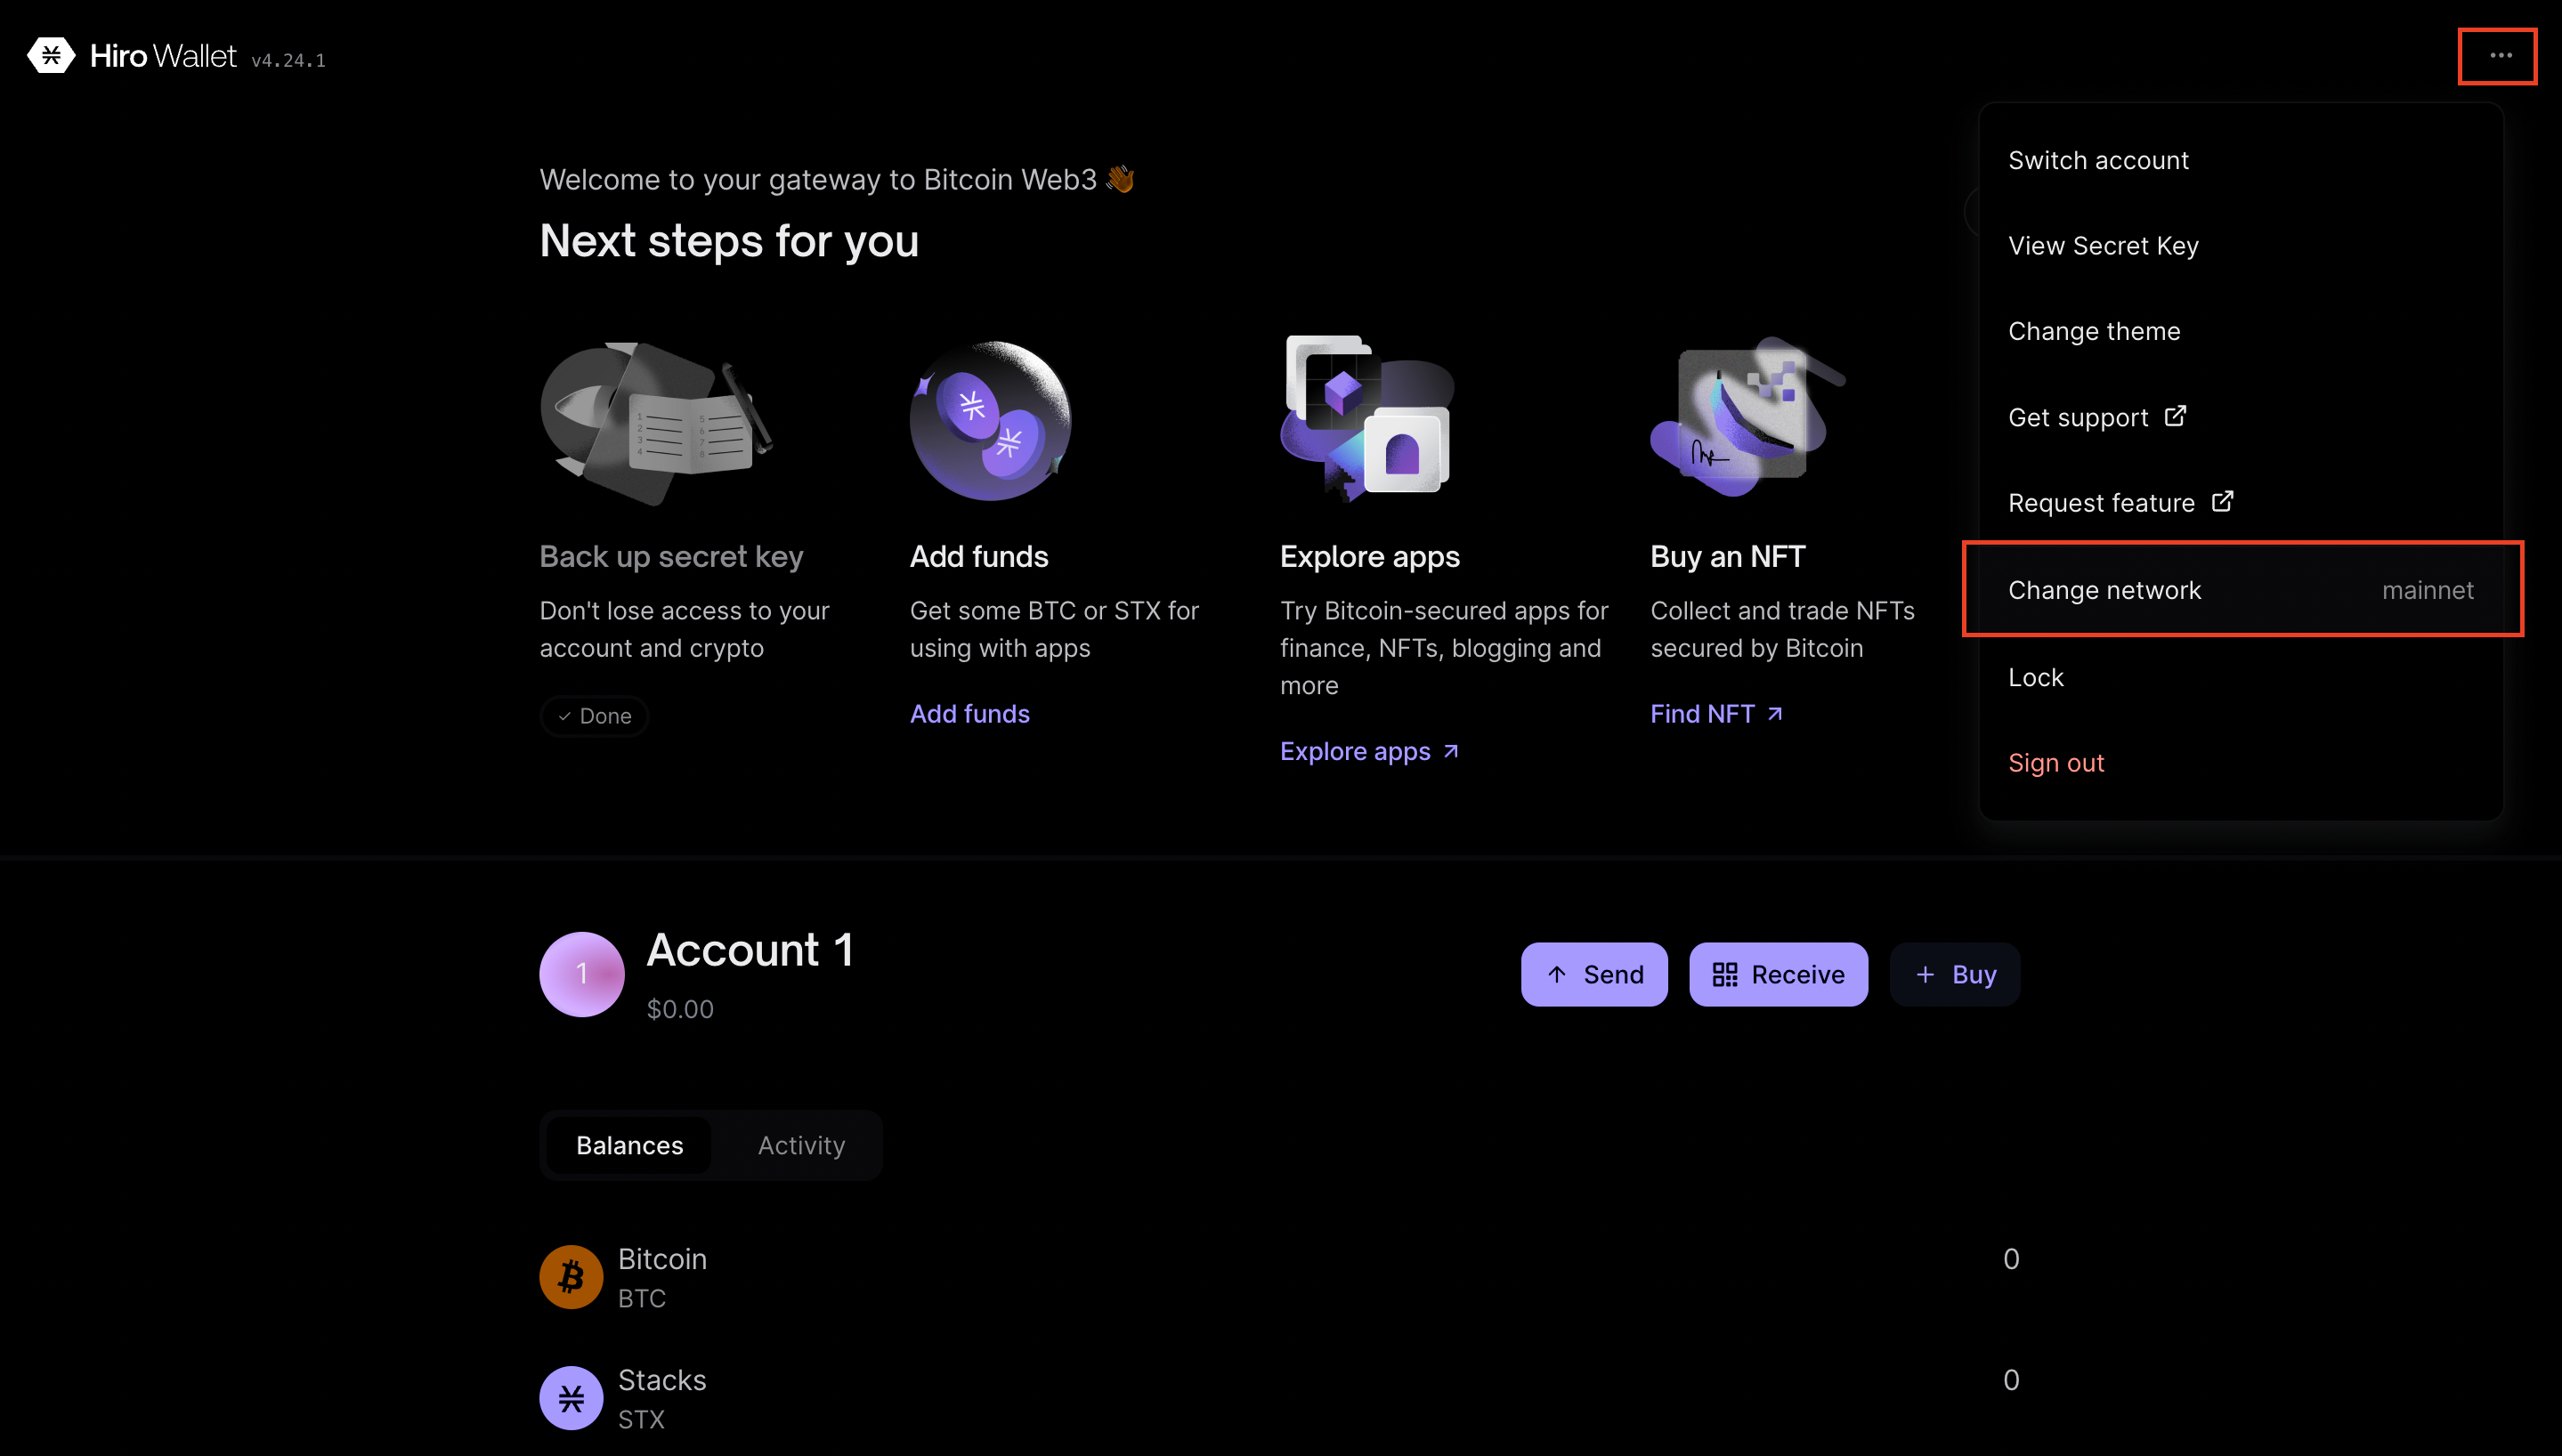 Hiro Wallet v4.24.1
Welcome to your gateway to Bitcoin Web3 👋🏾
Next steps for you
Back up secret key
Don't lose access to your
account and crypto
Done
Add funds
Get some BTC or STX for
using with apps
Add funds
Explore apps
Try Bitcoin-secured apps for
finance, NFTs, blogging and
more
Explore apps
Buy an NFT
Collect and trade NFTs
secured by Bitcoin
Find NFT
Switch account
View Secret Key
Change theme
Get support
Request feature
Change network mainnet
Lock
Sign out
1
Account 1
$0.00
Send
Receive
+ Buy
Balances
Activity
Bitcoin 0
BTC
Stacks 0
STX